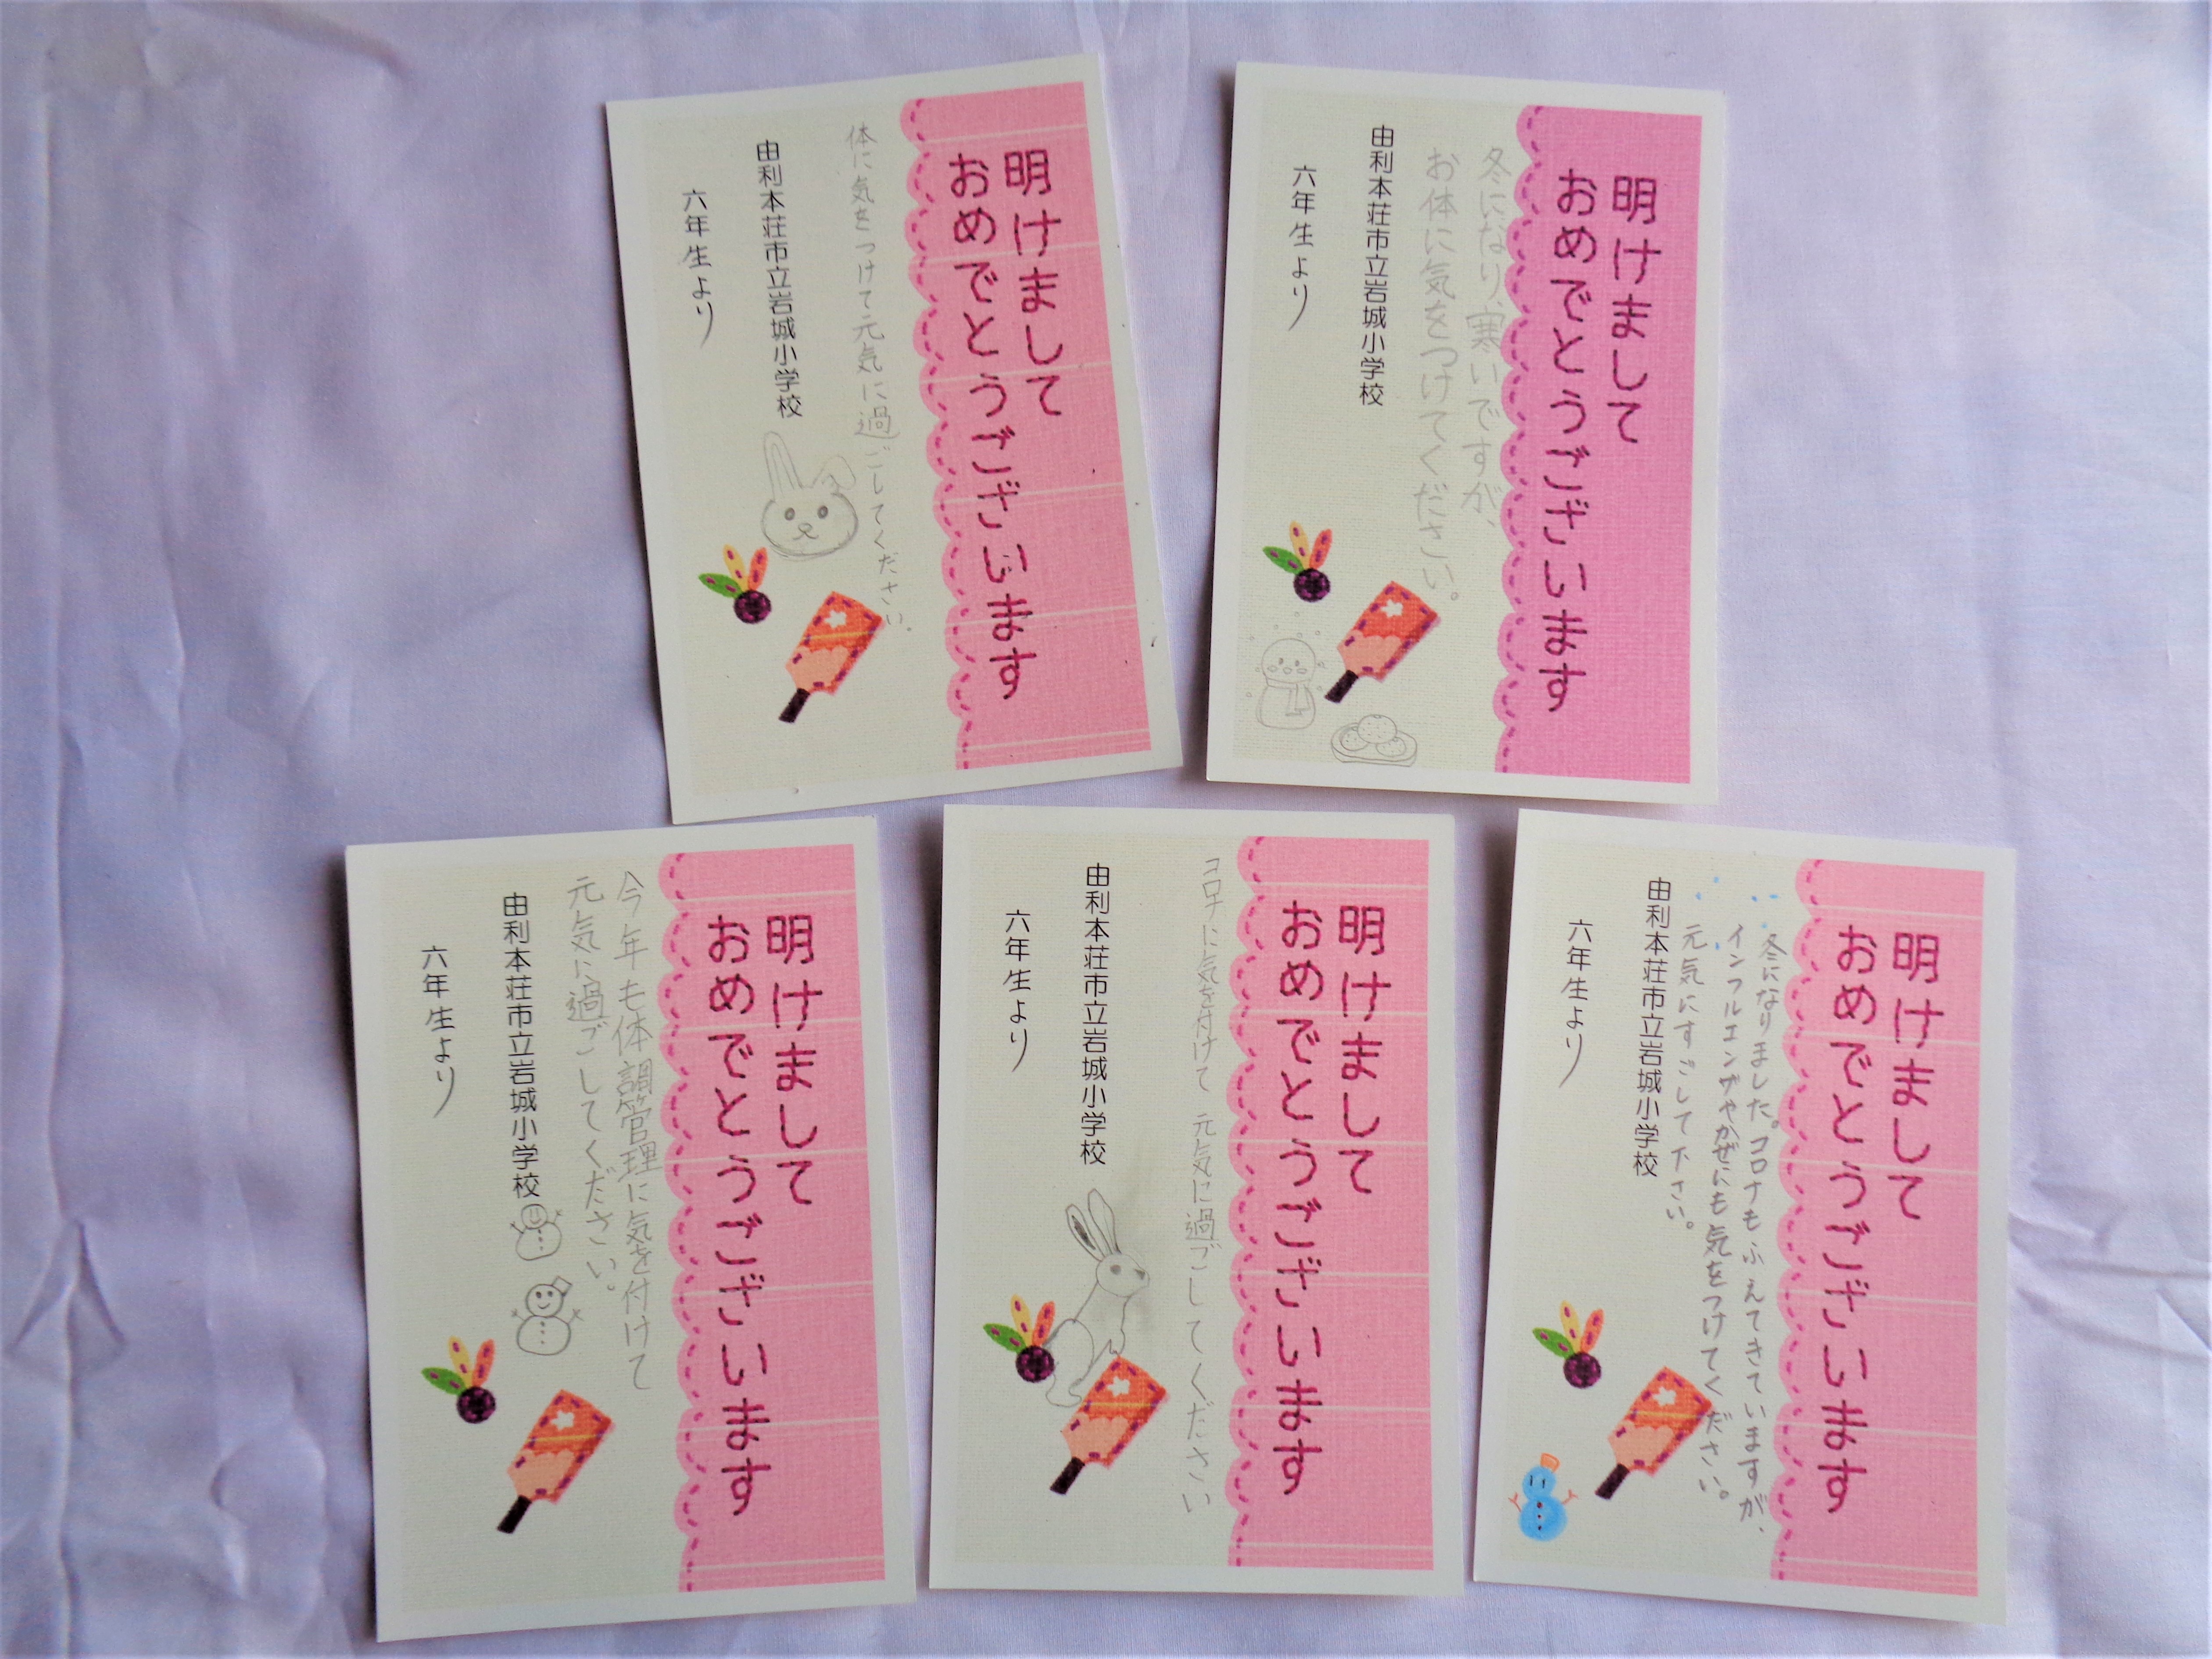 明けまして
おめでとうございます
体に気をつけて元気に過ごしてください。
由利本荘市立岩城小学校
六年生より
明けまして
おめでとうございます
冬になり、寒いですが、
お体に気をつけてください。
由利本荘市立岩城小学校
六年生より
明けまして
おめでとうございます
今年も体調管理に気を付けて
元気に過ごしてください。
由利本荘市立岩城小学校
六年生より
明けまして
おめでとうございます
コロナに気を付けて 元気に過ごしてください
由利本荘市立岩城小学校
六年生より
明けまして
おめでとうございます
冬になりました。コロナもふえてきていますが、
インフルエンザやかぜにも気をつけてください。
元気にすごして下さい。
由利本荘市立岩城小学校
六年生より